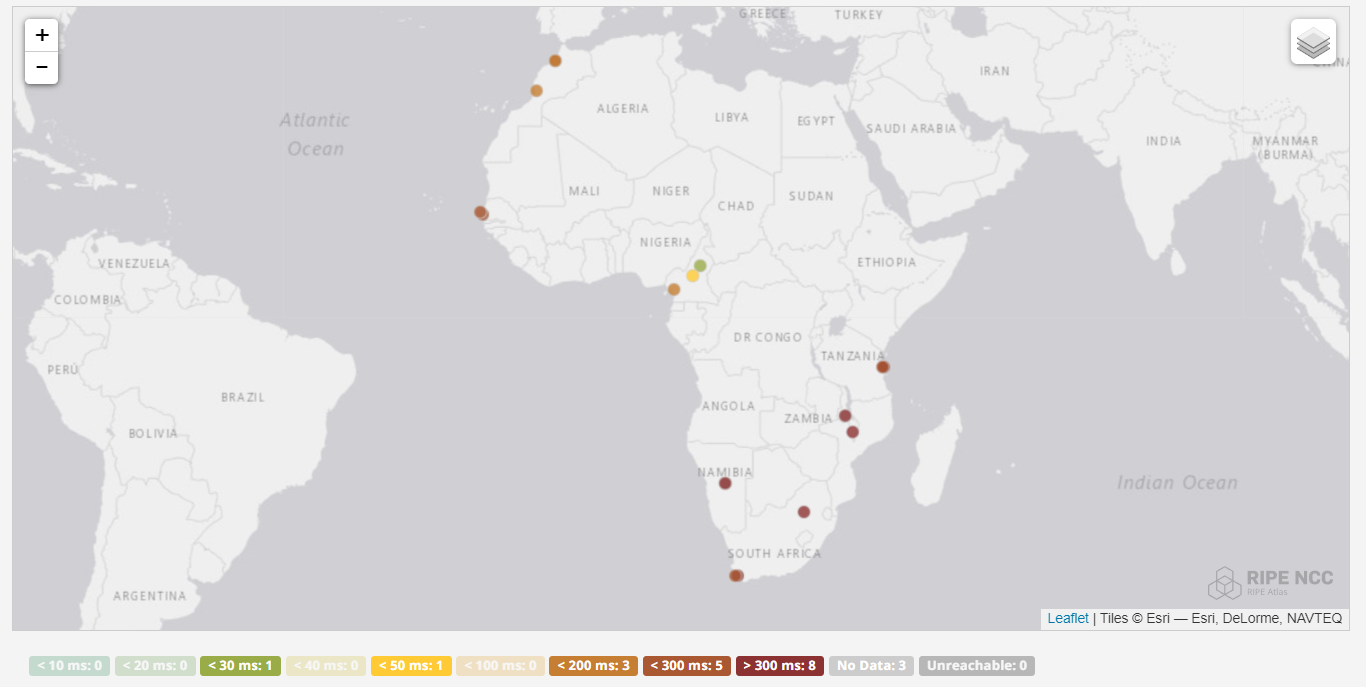 +
−
GREECE
TURKEY
IRAN
Atlantic
Ocean
ALGERIA
LIBYA
EGYPT
SAUDI ARABIA
INDIA
MYANMAR
(BURMA)
MALI
NIGER
CHAD
SUDAN
NIGERIA
ETHIOPIA
VENEZUELA
COLOMBIA
DR CONGO
TANZANIA
PERÚ
BRAZIL
ANGOLA
ZAMBIA
BOLIVIA
NAMIBIA
Indian Ocean
SOUTH AFRICA
ARGENTINA
RIPE NCC
RIPE Atlas
Leaflet | Tiles © Esri — Esri, DeLorme, NAVTEQ
< 10 ms: 0 < 20 ms: 0 < 30 ms: 1 < 40 ms: 0 < 50 ms: 1 < 100 ms: 0 < 200 ms: 3 < 300 ms: 5 > 300 ms: 8 No Data: 3 Unreachable: 0